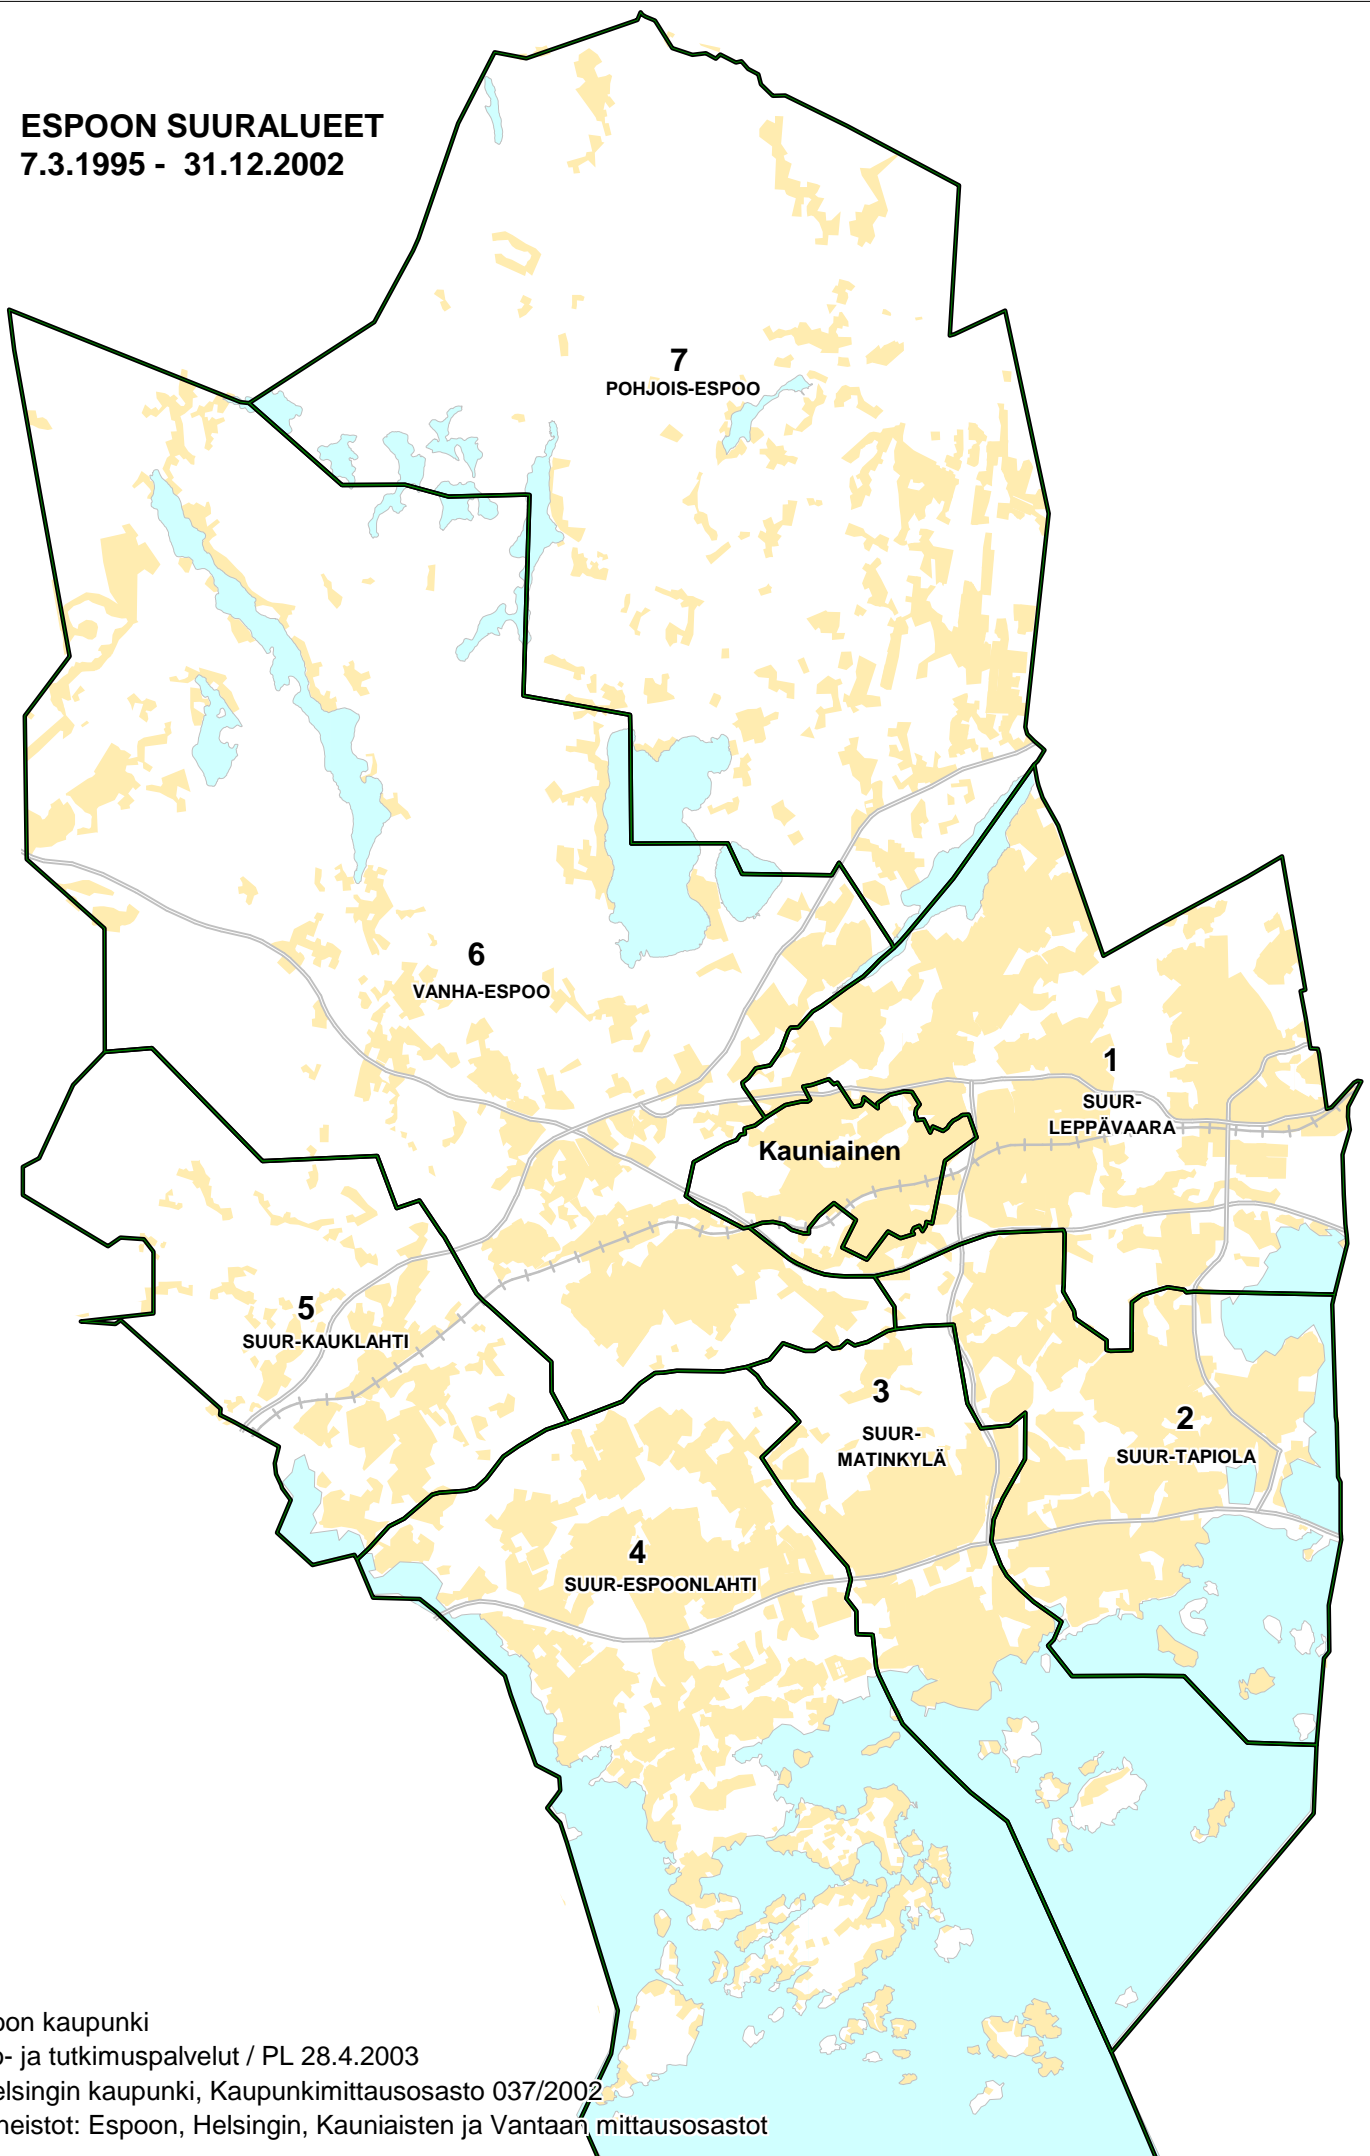 ESPOON SUURALUEET
7.3.1995 - 31.12.2002
7
POHJOIS-ESPOO
6
VANHA-ESPOO
1
SUUR-
LEPPÄVAARA
Kauniainen
5
SUUR-KAUKLAHTI
3
SUUR-
MATINKYLÄ
2
SUUR-TAPIOLA
4
SUUR-ESPOONLAHTI
oon kaupunki
o- ja tutkimuspalvelut / PL 28.4.2003
elsingin kaupunki, Kaupunkimittausosasto 037/2002
neistot: Espoon, Helsingin, Kauniaisten ja Vantaan mittausosastot